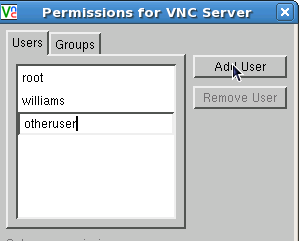 Permissions for VNC Server
Users
Groups
root
williams
otheruser
Add User
Remove User